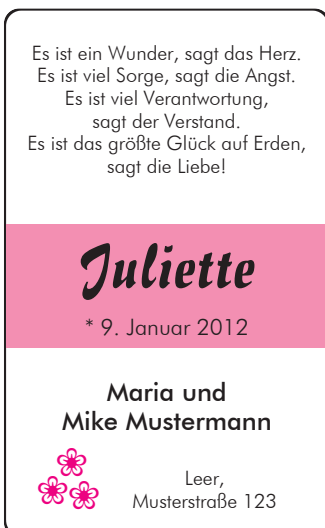 Es ist ein Wunder, sagt das Herz.
Es ist viel Sorge, sagt die Angst.
Es ist viel Verantwortung,
sagt der Verstand.
Es ist das größte Glück auf Erden,
sagt die Liebe!
Juliette
* 9. Januar 2012
Maria und
Mike Mustermann
Leer,
Musterstraße 123